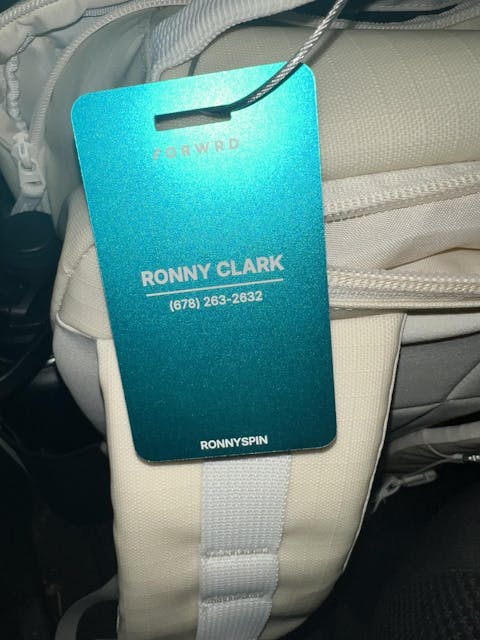 FORWRD
RONNY CLARK
(678) 263-2632
RONNYSPIN